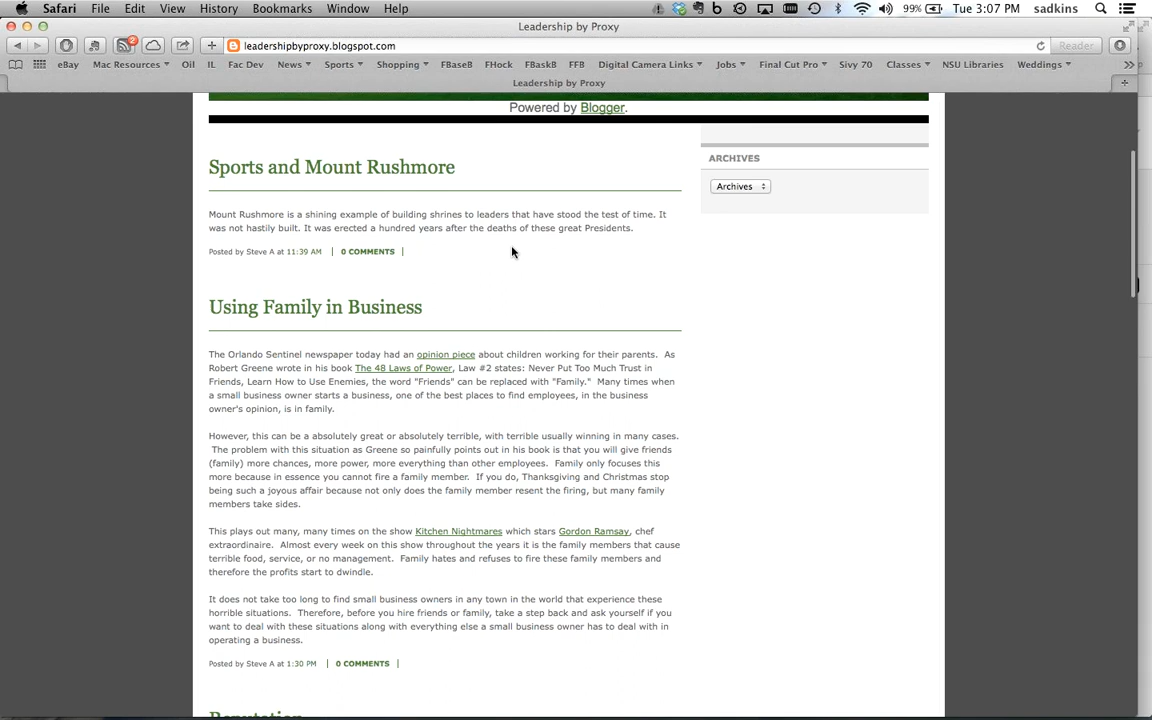 Safari File Edit View History Bookmarks Window Help 99% Tue 3:07 PM sadkins
Leadership by Proxy
2 leadershipbyproxy.blogspot.com Reader
eBay Mac Resources Oil IL Fac Dev News Sports Shopping FBaseB FHock FBaskB FFB Digital Camera Links Jobs Final Cut Pro Sivy 70 Classes NSU Libraries Weddings
Leadership by Proxy
Powered by Blogger.
Sports and Mount Rushmore
Mount Rushmore is a shining example of building shrines to leaders that have stood the test of time. It
was not hastily built. It was erected a hundred years after the deaths of these great Presidents.
Posted by Steve A at 11:39 AM | 0 COMMENTS |
ARCHIVES
Archives
Using Family in Business
The Orlando Sentinel newspaper today had an opinion piece about children working for their parents. As
Robert Greene wrote in his book The 48 Laws of Power, Law #2 states: Never Put Too Much Trust in
Friends, Learn How to Use Enemies, the word "Friends" can be replaced with "Family." Many times when
a small business owner starts a business, one of the best places to find employees, in the business
owner's opinion, is in family.
However, this can be a absolutely great or absolutely terrible, with terrible usually winning in many cases.
The problem with this situation as Greene so painfully points out in his book is that you will give friends
(family) more chances, more power, more everything than other employees. Family only focuses this
more because in essence you cannot fire a family member. If you do, Thanksgiving and Christmas stop
being such a joyous affair because not only does the family member resent the firing, but many family
members take sides.
This plays out many, many times on the show Kitchen Nightmares which stars Gordon Ramsay, chef
extraordinaire. Almost every week on this show throughout the years it is the family members that cause
terrible food, service, or no management. Family hates and refuses to fire these family members and
therefore the profits start to dwindle.
It does not take too long to find small business owners in any town in the world that experience these
horrible situations. Therefore, before you hire friends or family, take a step back and ask yourself if you
want to deal with these situations along with everything else a small business owner has to deal with in
operating a business.
Posted by Steve A at 1:30 PM | 0 COMMENTS |
Reputation